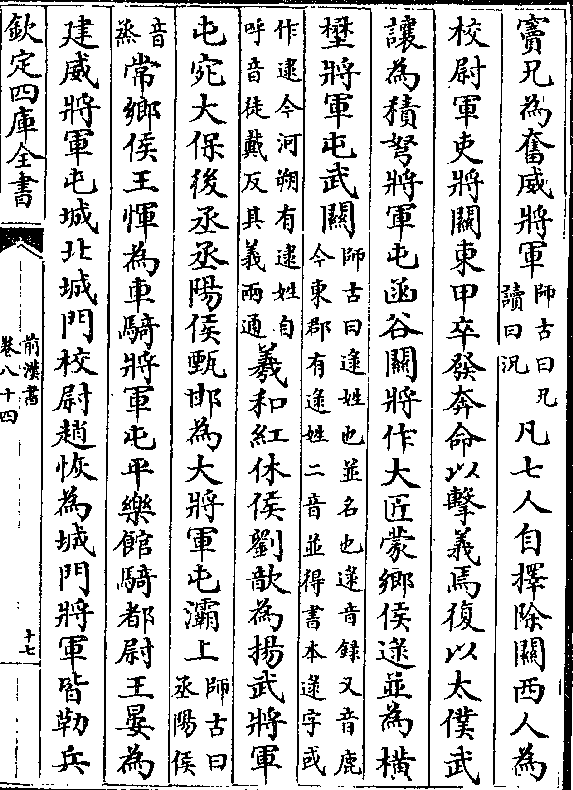 竇兄為奮威將軍師古曰兄讀曰況凡七人自擇除關西人為
校尉軍吏將關東甲卒發奔命以擊義焉復以太僕武
讓為積弩將軍屯函谷關將作大匠蒙鄉侯逯並為橫
壄將軍屯武關師古曰逯姓也並名也逯音録又音鹿今東郡有逯姓二音並得書本逯字或
作逮今河朔有逮姓自呼音徒戴反其義兩通羲和紅休侯劉歆為揚武將軍
屯宛大保後丞丞陽侯甄邯為大將軍屯灞上師古曰丞陽侯
音蒸常鄉侯王惲為車騎將軍屯平樂館騎都尉王晏為
建威將軍屯城北城門校尉趙恢為城門將軍皆勒兵
欽定四庫全書
前漢書
卷八十四
十七